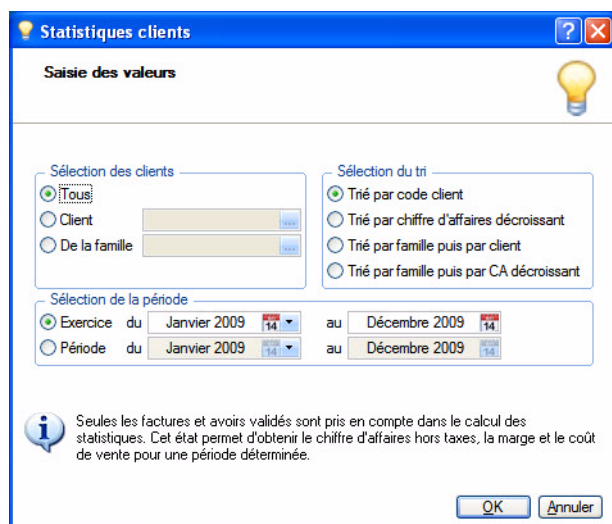 Statistiques clients
Saisie des valeurs
Sélection des clients
Tous
Client ...
De la famille ...
Sélection du tri
Trié par code client
Trié par chiffre d'affaires décroissant
Trié par famille puis par client
Trié par famille puis par CA décroissant
Sélection de la période
Exercice du Janvier 2009 14 au Décembre 2009 14
Période du Janvier 2009 14 au Décembre 2009 14
Seules les factures et avoirs validés sont pris en compte dans le calcul des
statistiques. Cet état permet d'obtenir le chiffre d'affaires hors taxes, la marge et le coût
de vente pour une période déterminée.
OK Annuler